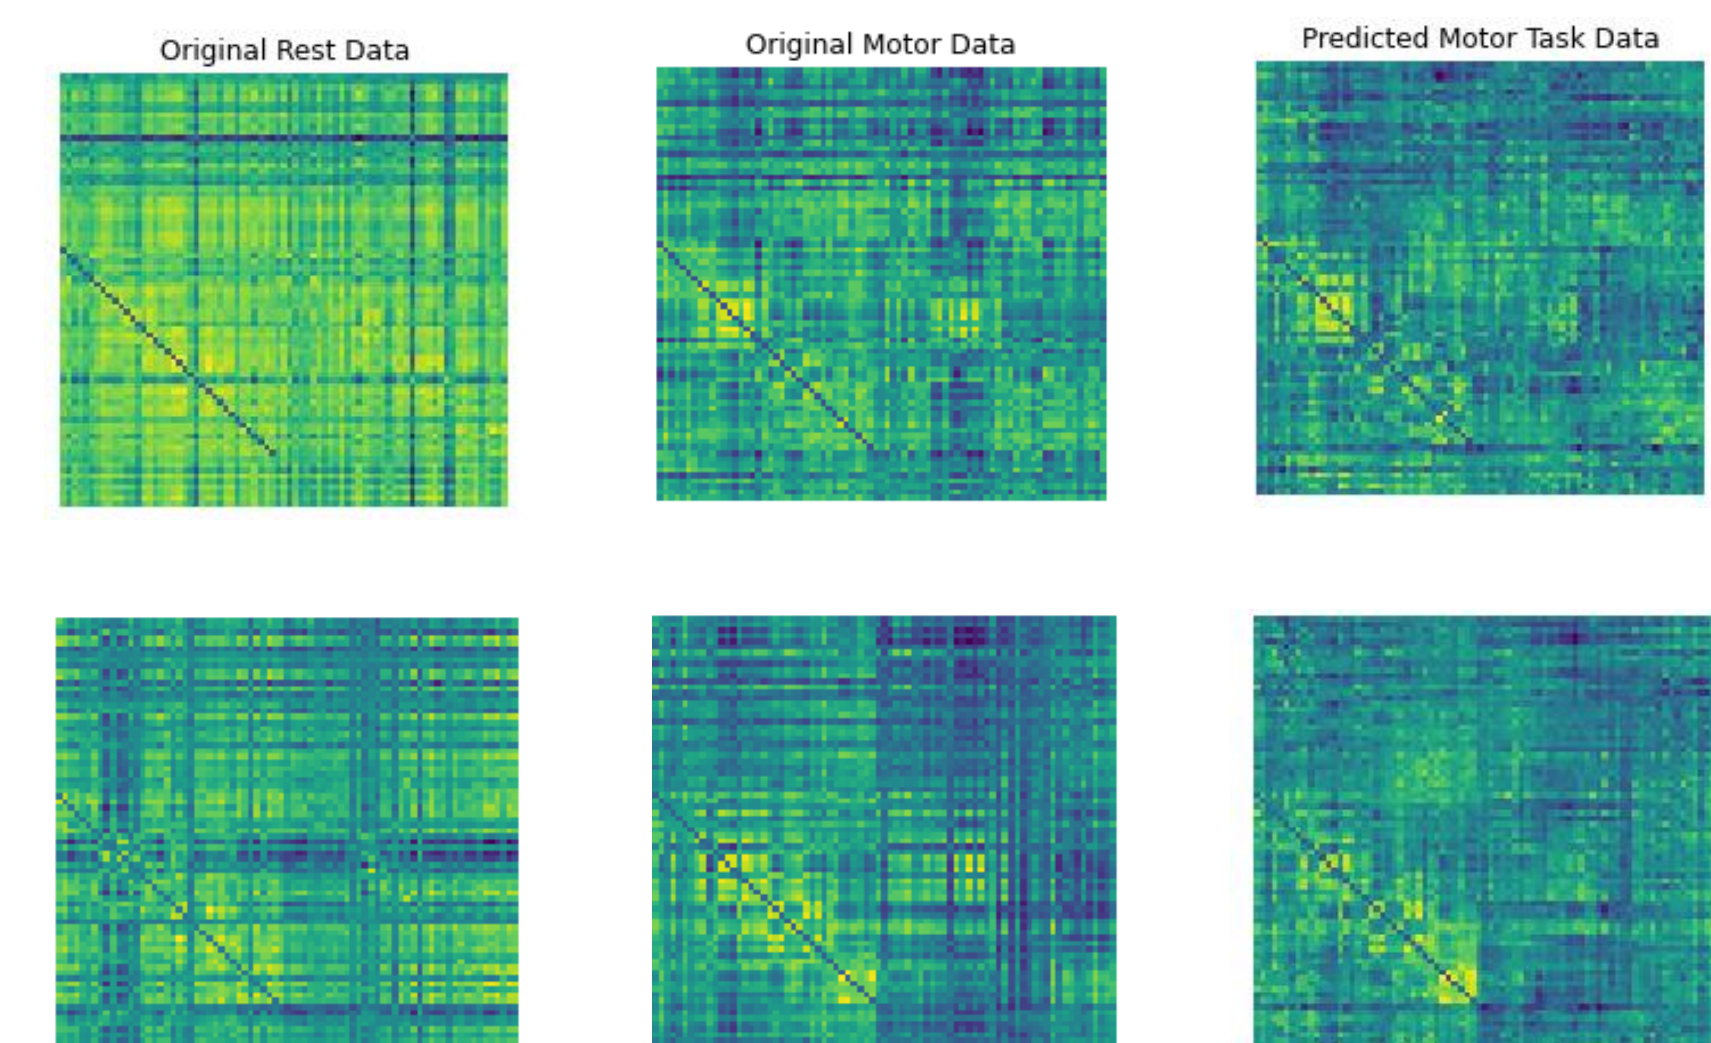 Original Rest Data
Original Motor Data
Predicted Motor Task Data